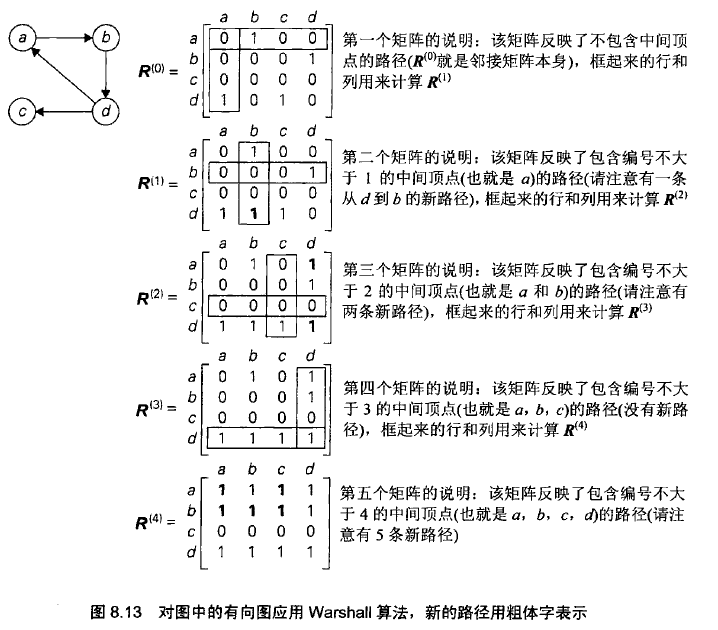 a b
c d
a b c d
a 0 1 0 0
R(0) = b 0 0 0 1
c 0 0 0 0
d 1 0 1 0
第一个矩阵的说明：该矩阵反映了不包含中间顶
点的路径(R(0)就是邻接矩阵本身)，框起来的行和
列用来计算 R(1)
a b c d
a 0 1 0 0
R(1) = b 0 0 0 1
c 0 0 0 0
d 1 1 1 0
第二个矩阵的说明：该矩阵反映了包含编号不大
于 1 的中间顶点(也就是 a)的路径(请注意有一条
从 d 到 b 的新路径)，框起来的行和列用来计算 R(2)
a b c d
a 0 1 0 1
R(2) = b 0 0 0 1
c 0 0 0 0
d 1 1 1 1
第三个矩阵的说明：该矩阵反映了包含编号不大
于 2 的中间顶点(也就是 a 和 b)的路径(请注意有
两条新路径)，框起来的行和列用来计算 R(3)
a b c d
a 0 1 0 1
R(3) = b 0 0 0 1
c 0 0 0 0
d 1 1 1 1
第四个矩阵的说明：该矩阵反映了包含编号不大
于 3 的中间顶点(也就是 a，b，c)的路径(没有新路
径)，框起来的行和列用来计算 R(4)
a b c d
a 1 1 1 1
R(4) = b 1 1 1 1
c 0 0 0 0
d 1 1 1 1
第五个矩阵的说明：该矩阵反映了包含编号不大
于 4 的中间顶点(也就是 a，b，c，d)的路径(请注
意有 5 条新路径)
图 8.13 对图中的有向图应用 Warshall 算法，新的路径用粗体字表示